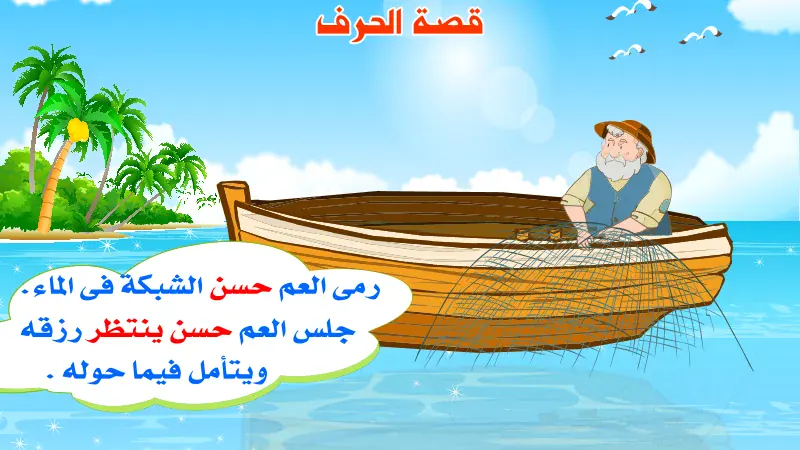 قصة الحرف
رمى العم حسن الشبكة فى الماء.
جلس العم حسن ينتظر رزقه
ويتأمل فيما حوله .